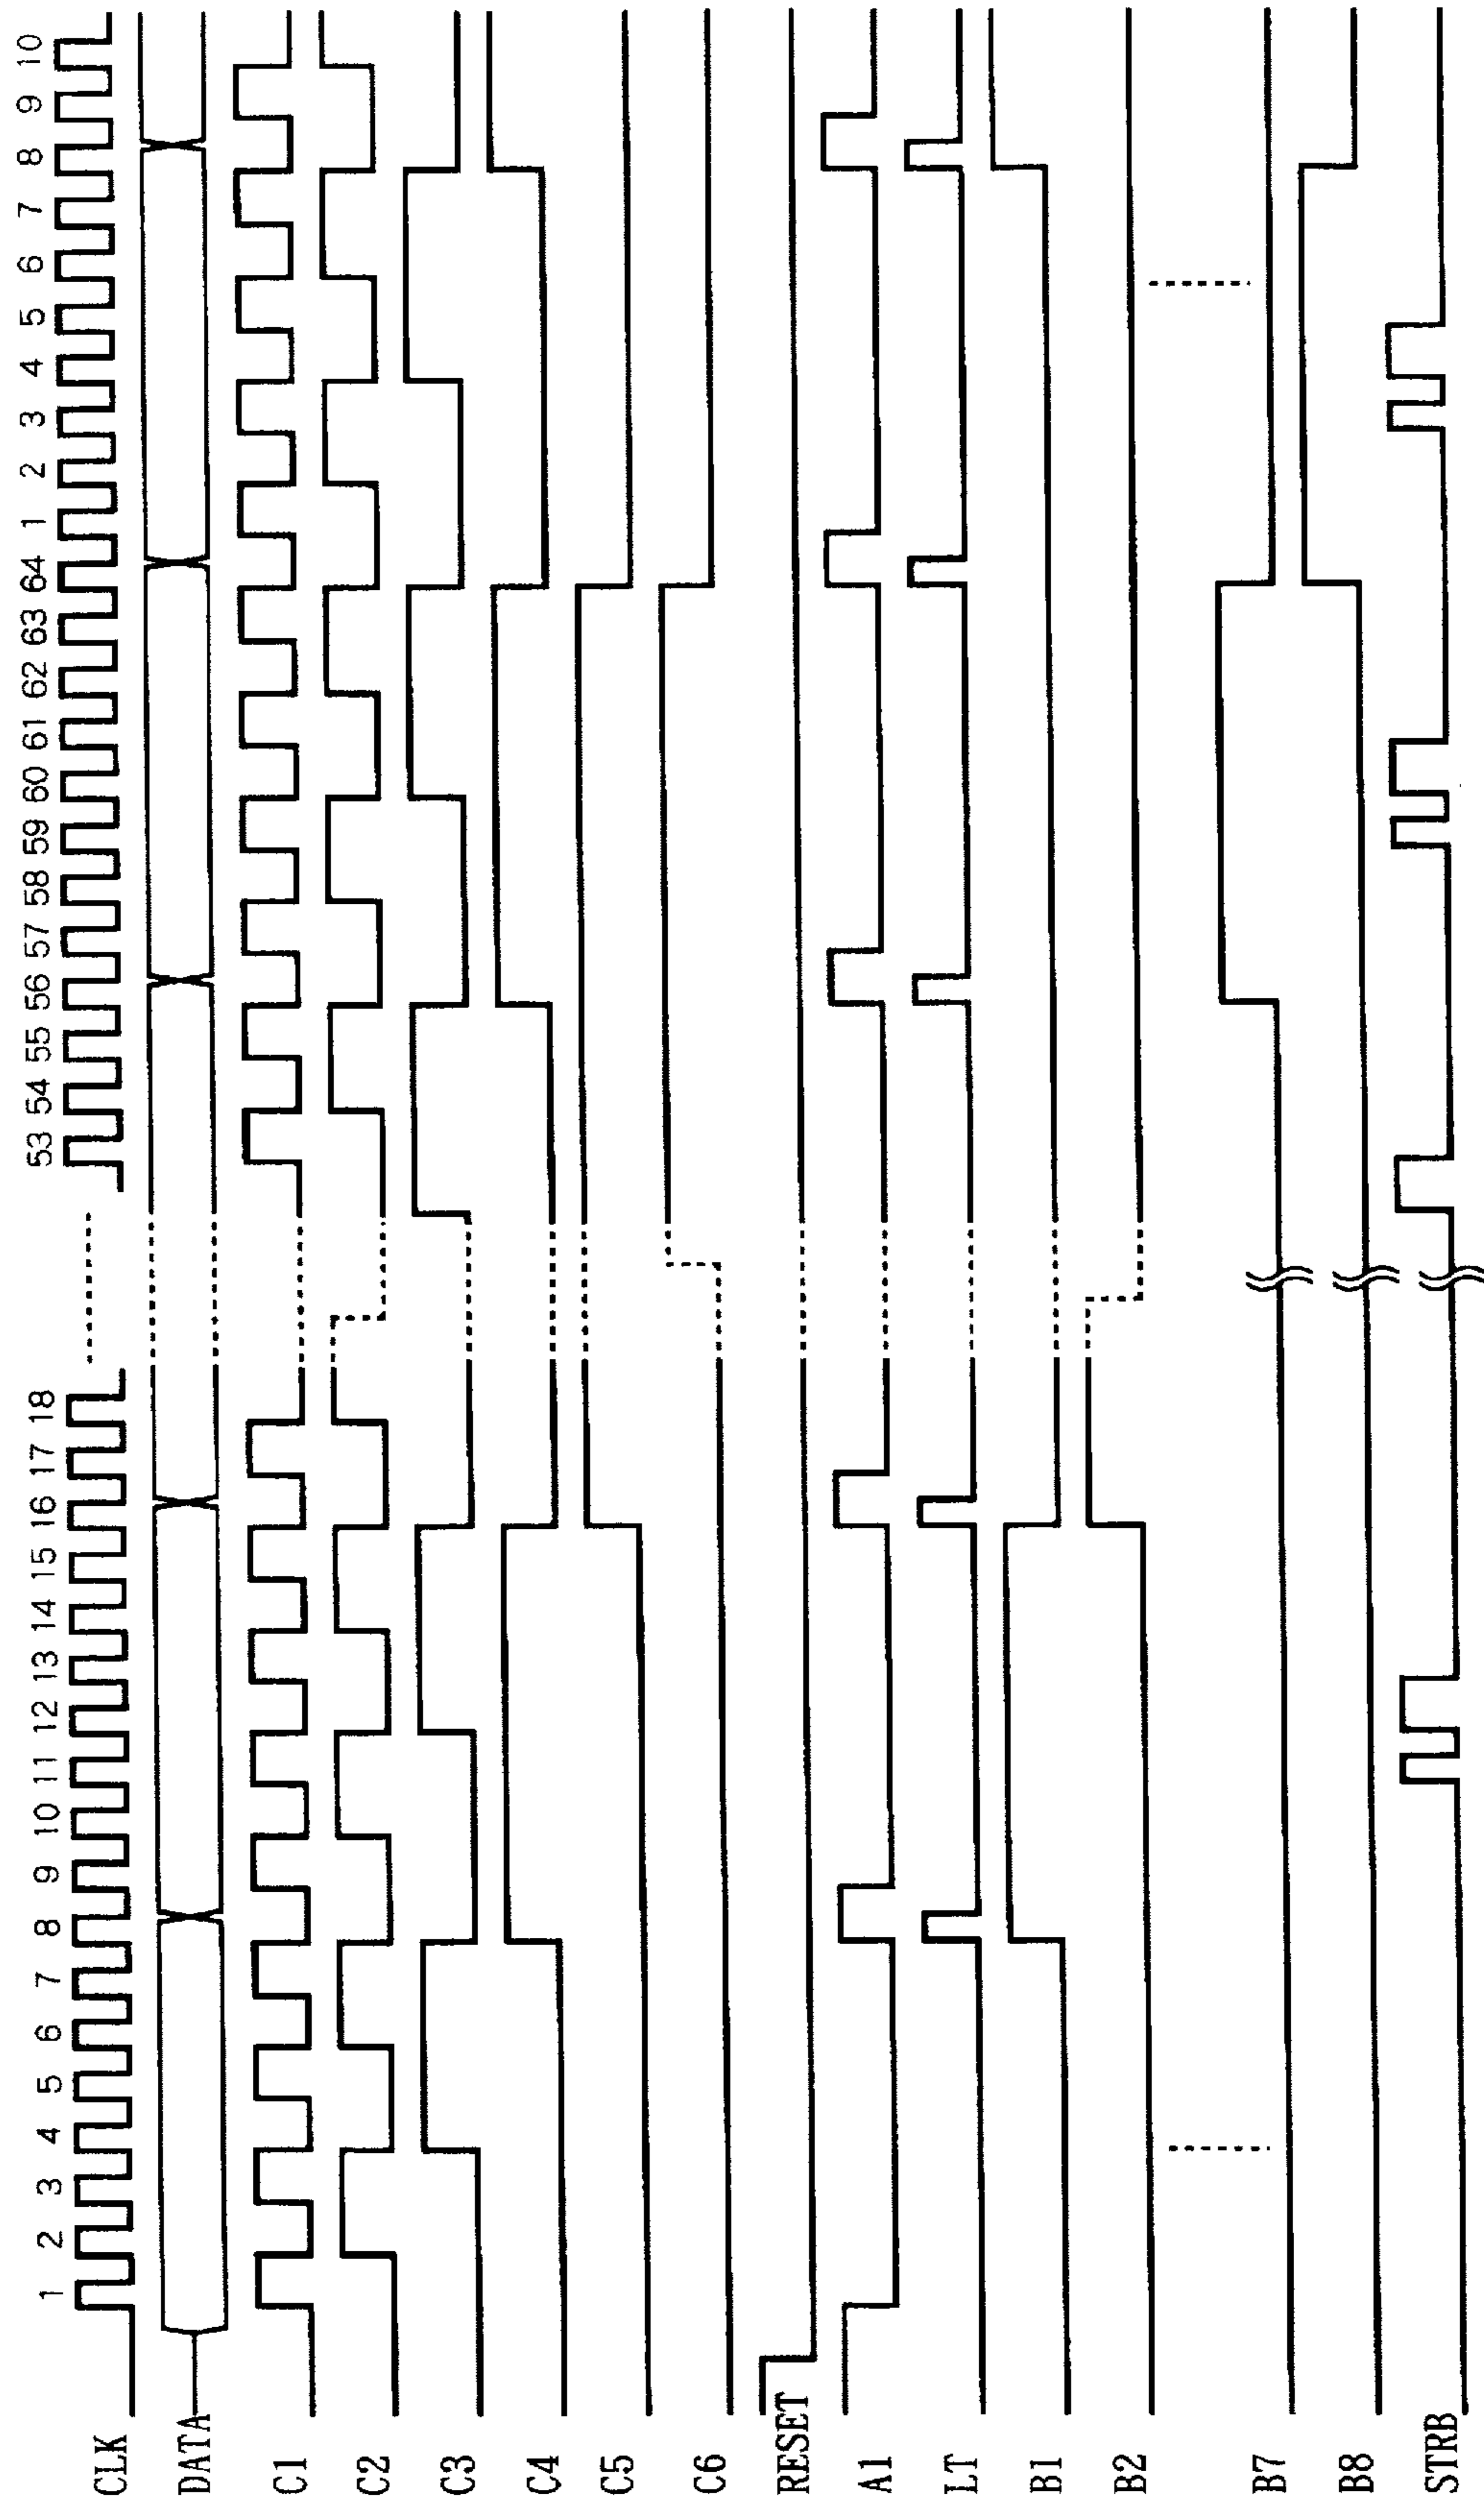 1 2 3 4 5 6 7 8 9 10 11 12 13 14 15 16 17 18 53 54 55 56 57 58 59 60 61 62 63 64 1 2 3 4 5 6 7 8 9 10
CLK
DATA
C1
C2
C3
C4
C5
C6
RESET
A1
LT
B1
B2
B7
B8
STRB